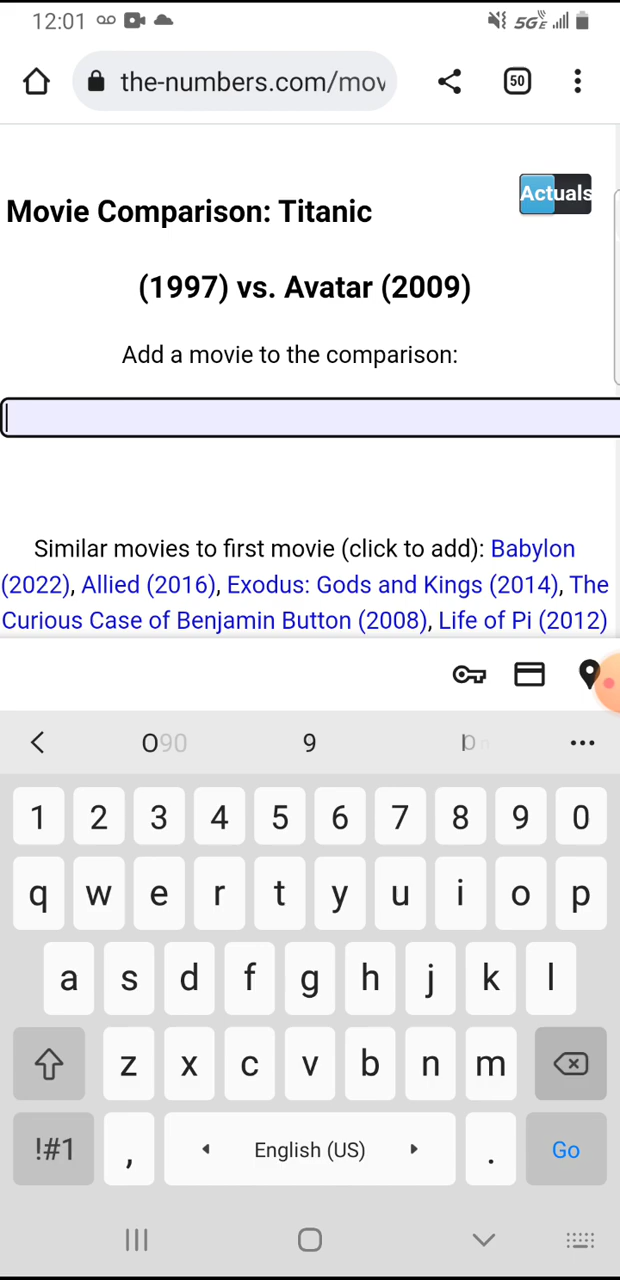 12:01 5GE
the-numbers.com/mov 50
Actuals
Movie Comparison: Titanic
(1997) vs. Avatar (2009)
Add a movie to the comparison:
Similar movies to first movie (click to add): Babylon
(2022), Allied (2016), Exodus: Gods and Kings (2014), The
Curious Case of Benjamin Button (2008), Life of Pi (2012)
O90 9
1 2 3 4 5 6 7 8 9 0
q w e r t y u i o p
a s d f g h j k l
z x c v b n m
!#1 , English (US) . Go